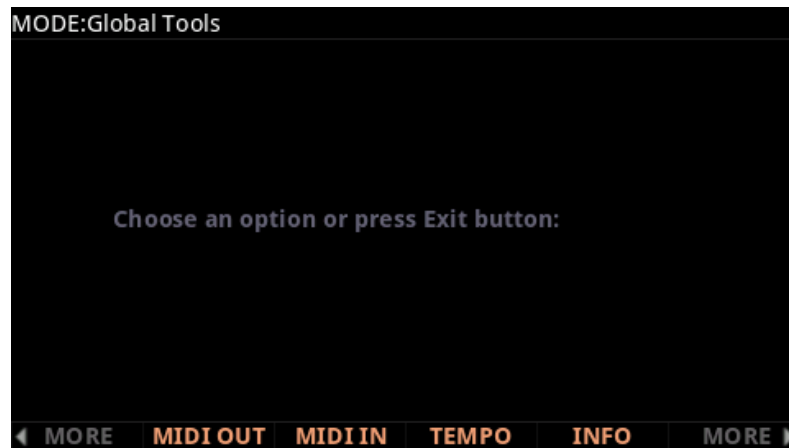 MODE:Global Tools
Choose an option or press Exit button:
MORE MIDI OUT MIDI IN TEMPO INFO MORE